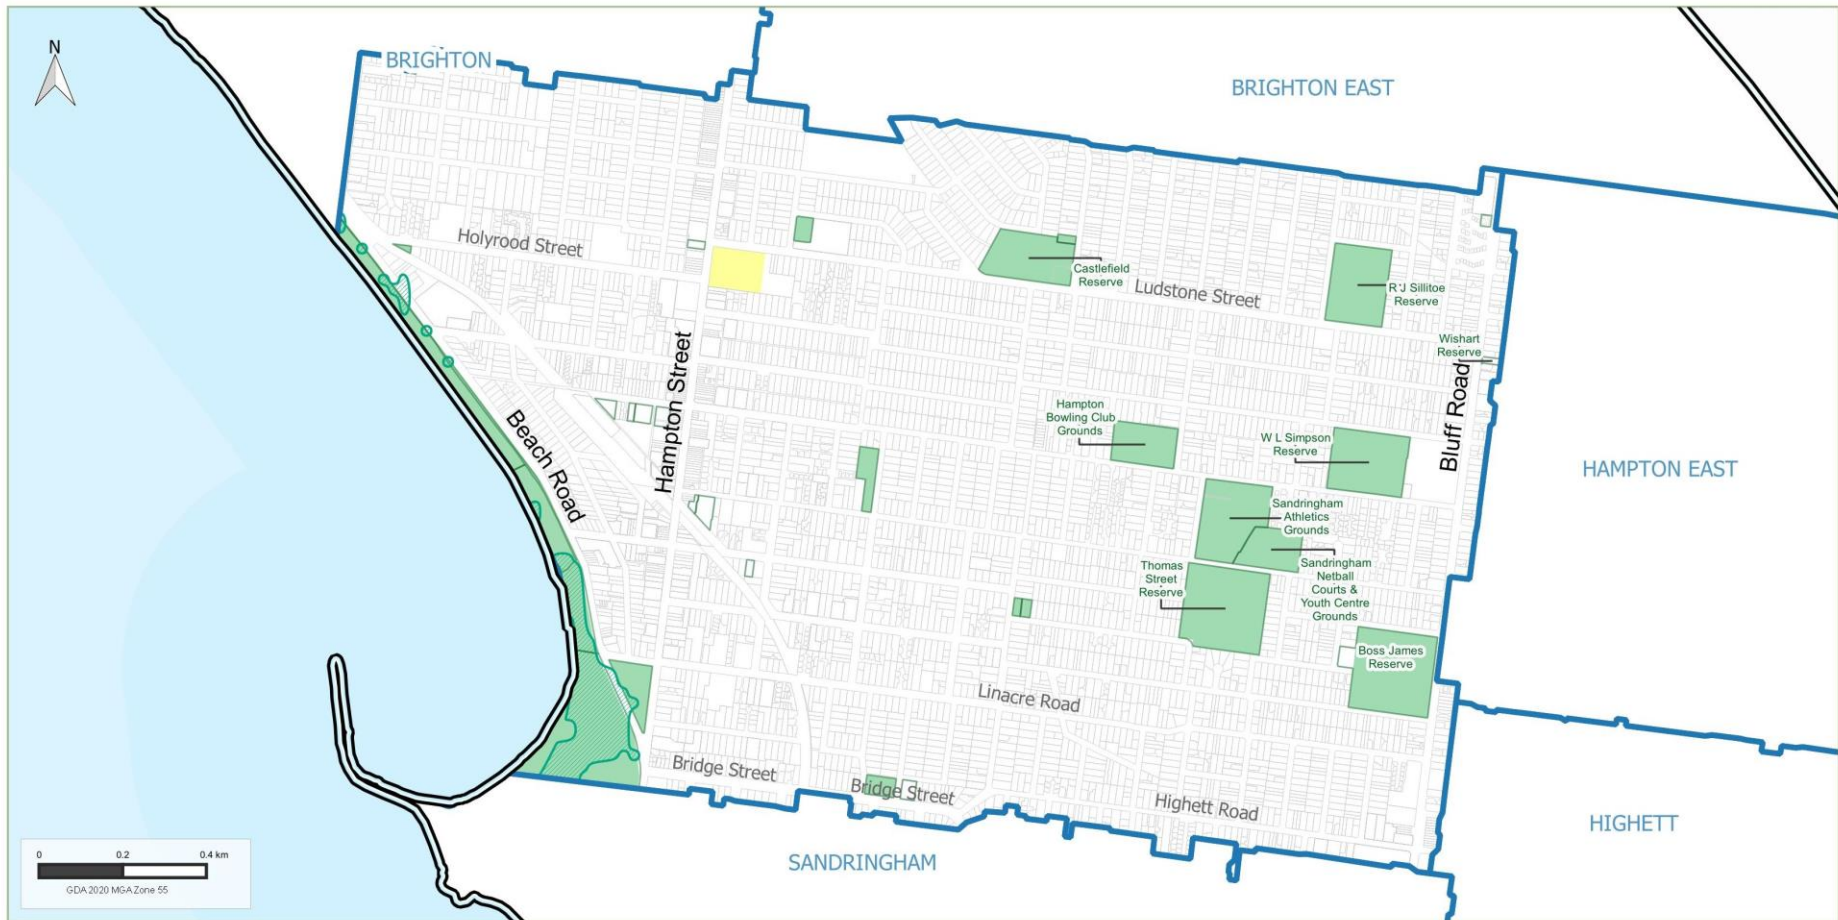 N
BRIGHTON
BRIGHTON EAST
Holyrood Street
Castlefield
Reserve
Ludstone Street
R J Sillitoe
Reserve
Wishart
Reserve
Hampton Street
Bluff Road
Beach Road
Hampton
Bowling Club
Grounds
W L Simpson
Reserve
HAMPTON EAST
Sandringham
Athletics
Grounds
Thomas
Street
Reserve
Sandringham
Netball
Courts &
Youth Centre
Grounds
Boss James
Reserve
Linacre Road
Bridge Street
Bridge Street
Highett Road
HIGHETT
SANDRINGHAM
0 0.2 0.4 km
GDA 2020 MGA Zone 55